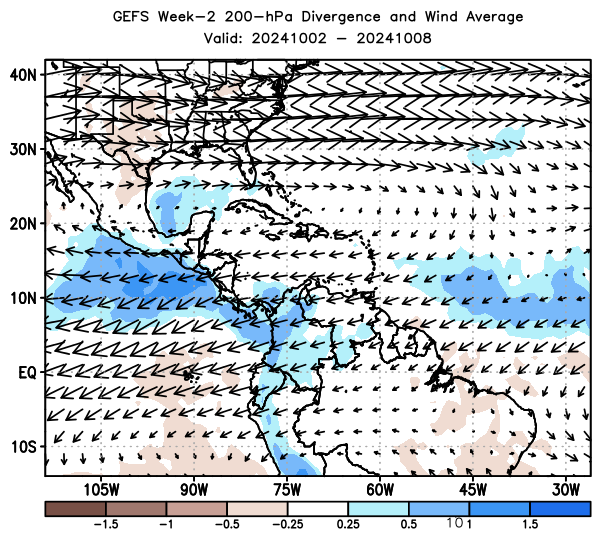 GEFS Week-2 200-hPa Divergence and Wind Average
Valid: 20241002 - 20241008
40N
30N
20N
10N
EQ
10S
105W 90W 75W 60W 45W 30W
-1.5 -1 -0.5 -0.25 0.25 0.5 10 1 1.5